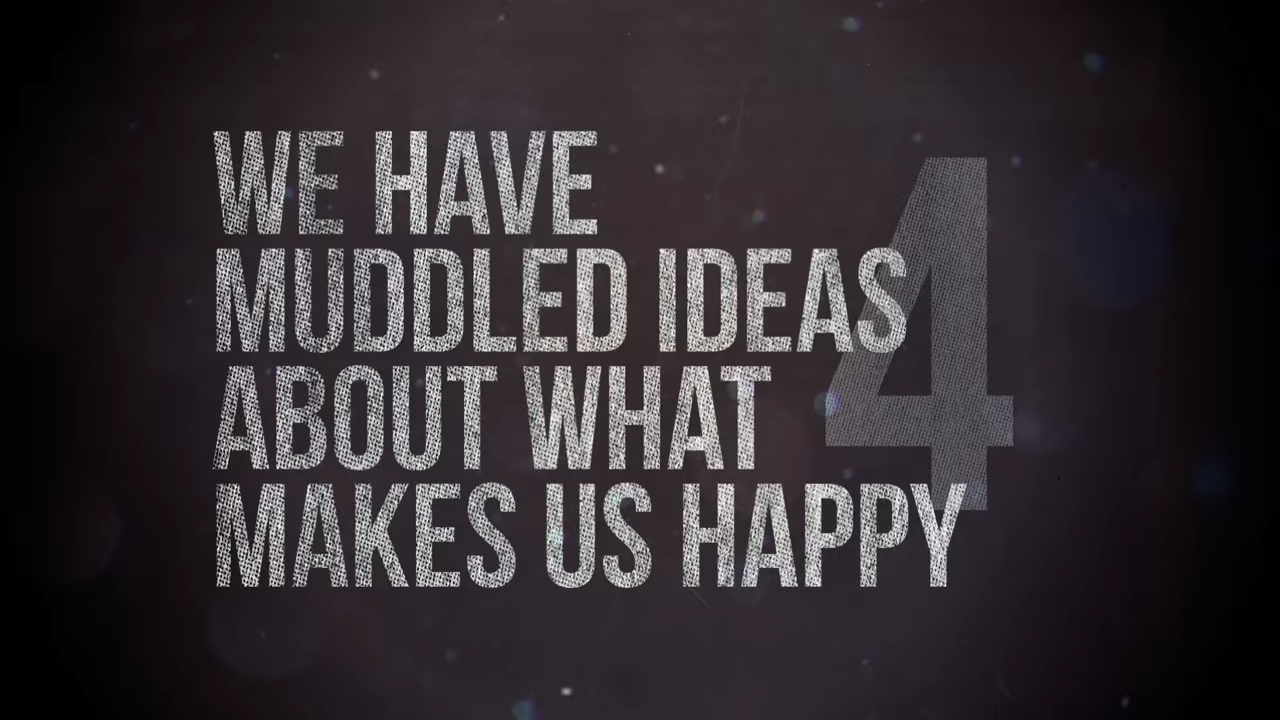 WE HAVE
MUDDLED IDEAS
ABOUT WHAT
MAKES US HAPPY
4